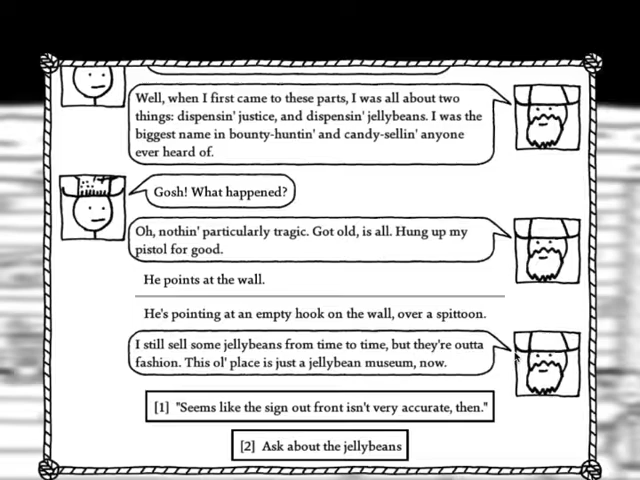 Well, when I first came to these parts, I was all about two
things: dispensin' justice, and dispensin' jellybeans. I was the
biggest name in bounty-huntin' and candy-sellin' anyone
ever heard of.
Gosh! What happened?
Oh, nothin' particularly tragic. Got old, is all. Hung up my
pistol for good.
He points at the wall.
He's pointing at an empty hook on the wall, over a spittoon.
I still sell some jellybeans from time to time, but they're outta
fashion. This ol' place is just a jellybean museum, now.
[1] "Seems like the sign out front isn't very accurate, then."
[2] Ask about the jellybeans